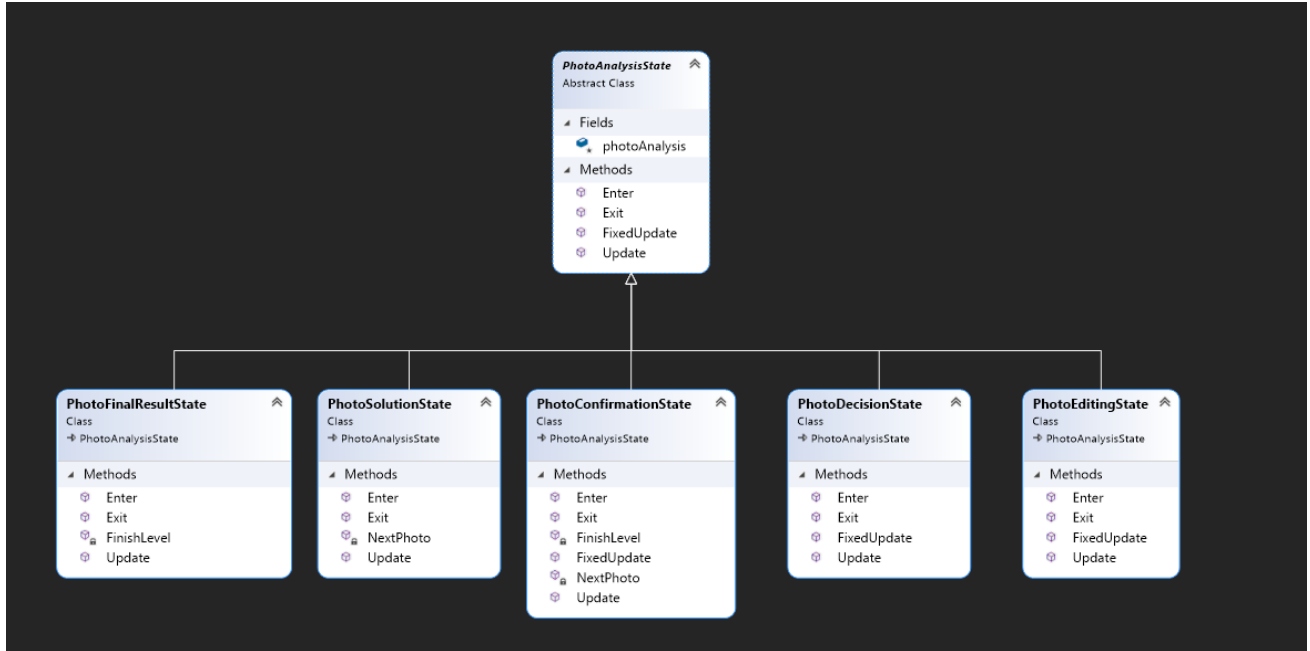 PhotoAnalysisState
Abstract Class
Fields
photoAnalysis
Methods
Enter
Exit
FixedUpdate
Update
PhotoFinalResultState
Class
PhotoAnalysisState
Methods
Enter
Exit
FinishLevel
Update
PhotoSolutionState
Class
PhotoAnalysisState
Methods
Enter
Exit
NextPhoto
Update
PhotoConfirmationState
Class
PhotoAnalysisState
Methods
Enter
Exit
FinishLevel
FixedUpdate
NextPhoto
Update
PhotoDecisionState
Class
PhotoAnalysisState
Methods
Enter
Exit
FixedUpdate
Update
PhotoEditingState
Class
PhotoAnalysisState
Methods
Enter
Exit
FixedUpdate
Update